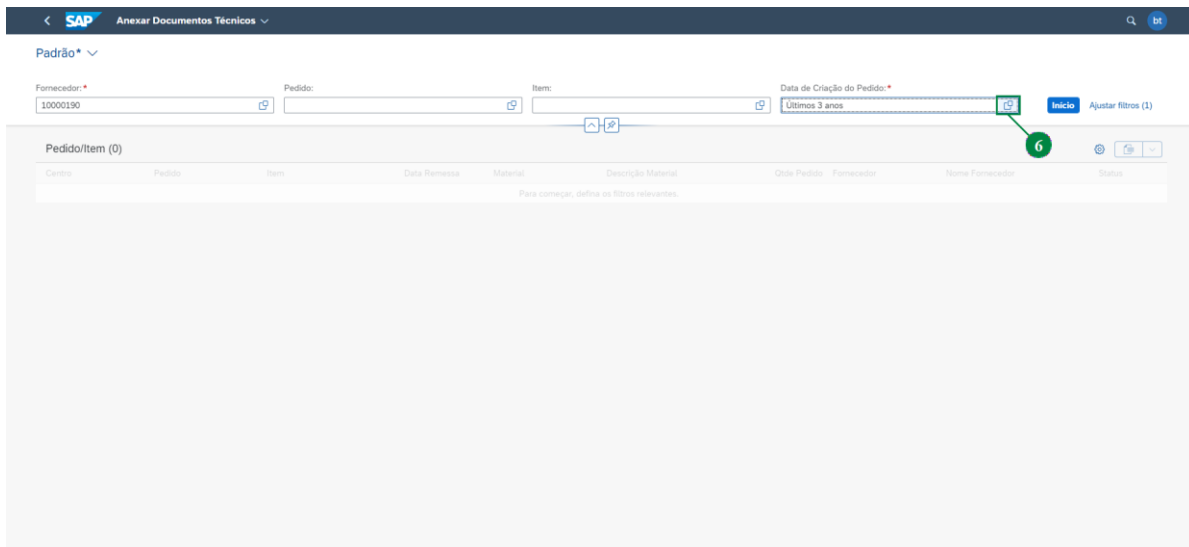 SAP Anexar Documentos Técnicos bt
Padrão*
Fornecedor:* Pedido: Item: Data de Criação do Pedido:*
10000190 Últimos 3 anos Início Ajustar filtros (1)
6
Pedido/Item (0)
Centro Pedido Item Data Remessa Material Descrição Material Qtde Pedido Fornecedor Nome Fornecedor Status
Para começar, defina os filtros relevantes.